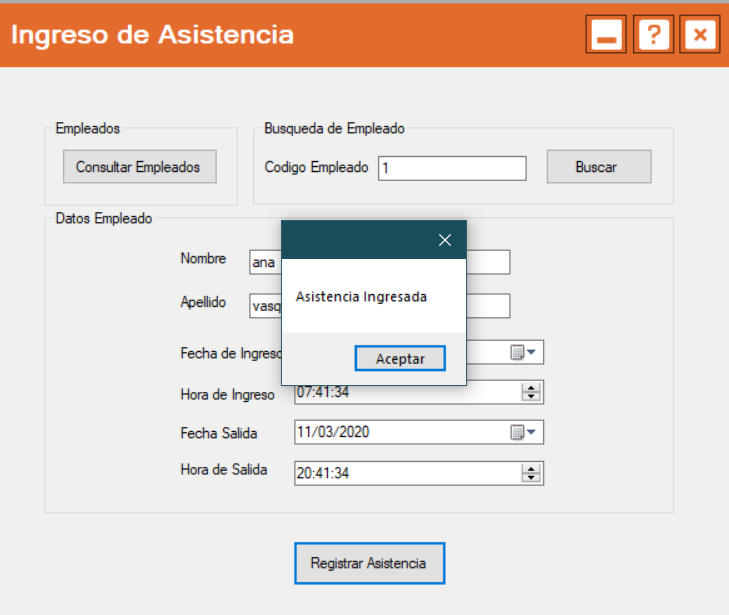 Ingreso de Asistencia
Empleados
Consultar Empleados
Busqueda de Empleado
Codigo Empleado 1 Buscar
Datos Empleado
Nombre ana
Apellido vasq
Asistencia Ingresada
Aceptar
Fecha de Ingreso
Hora de Ingreso 07:41:34
Fecha Salida 11/03/2020
Hora de Salida 20:41:34
Registrar Asistencia